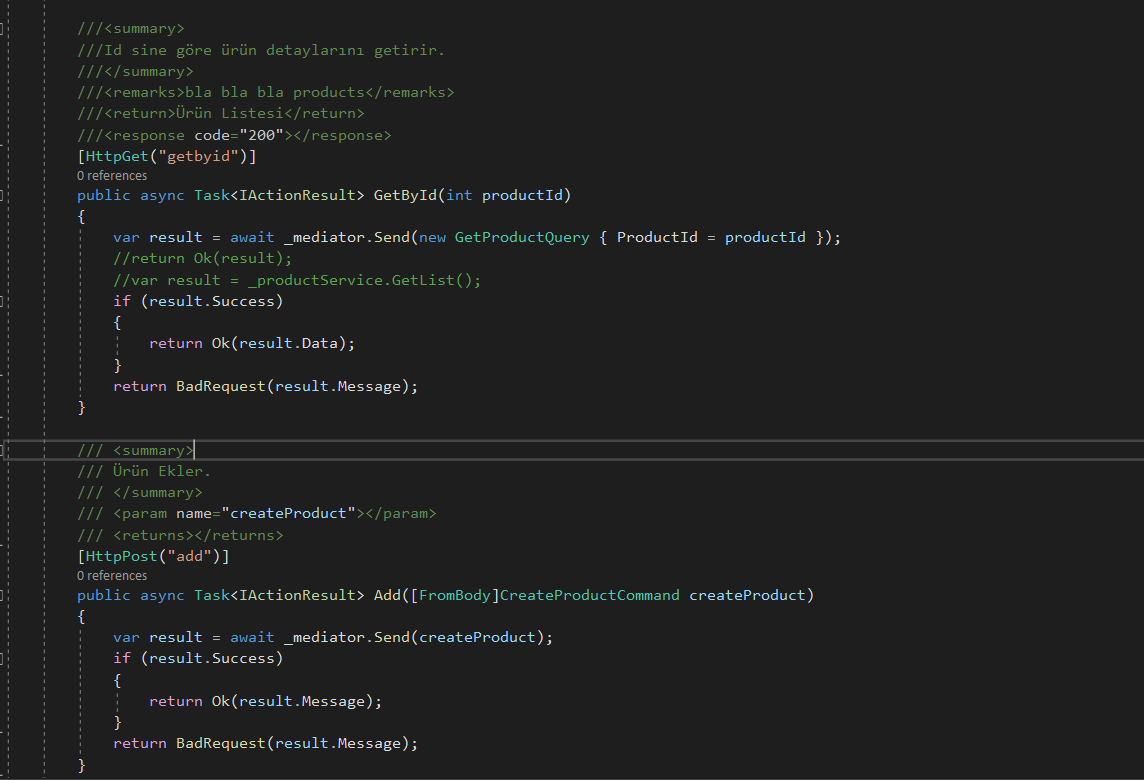 ///<summary>
///Id sine göre ürün detaylarını getirir.
///</summary>
///<remarks>bla bla bla products</remarks>
///<return>Ürün Listesi</return>
///<response code="200"></response>
[HttpGet("getbyid")]
0 references
public async Task<IActionResult> GetById(int productId)
{
var result = await _mediator.Send(new GetProductQuery { ProductId = productId });
//return Ok(result);
//var result = _productService.GetList();
if (result.Success)
{
return Ok(result.Data);
}
return BadRequest(result.Message);
}
/// <summary>
/// Ürün Ekler.
/// </summary>
/// <param name="createProduct"></param>
/// <returns></returns>
[HttpPost("add")]
0 references
public async Task<IActionResult> Add([FromBody]CreateProductCommand createProduct)
{
var result = await _mediator.Send(createProduct);
if (result.Success)
{
return Ok(result.Message);
}
return BadRequest(result.Message);
}